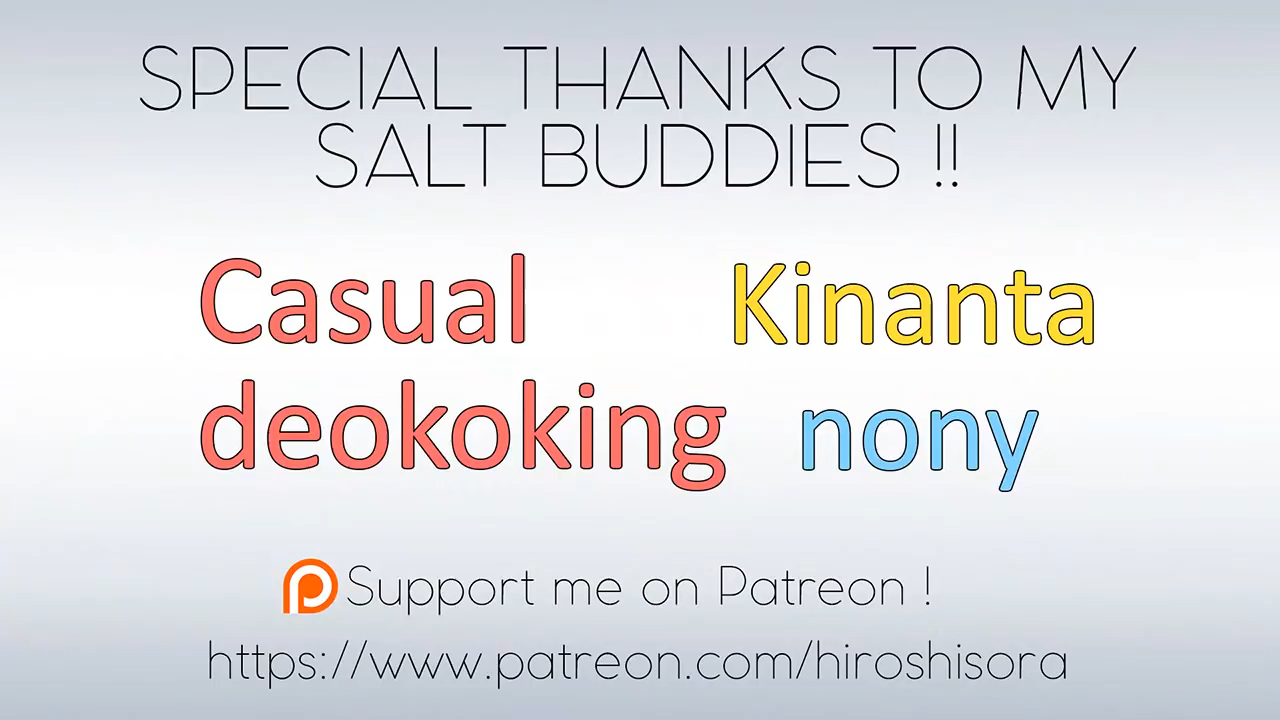 SPECIAL THANKS TO MY
SALT BUDDIES !!
Casual Kinanta
deokoking nony
Support me on Patreon !
https://www.patreon.com/hiroshisora